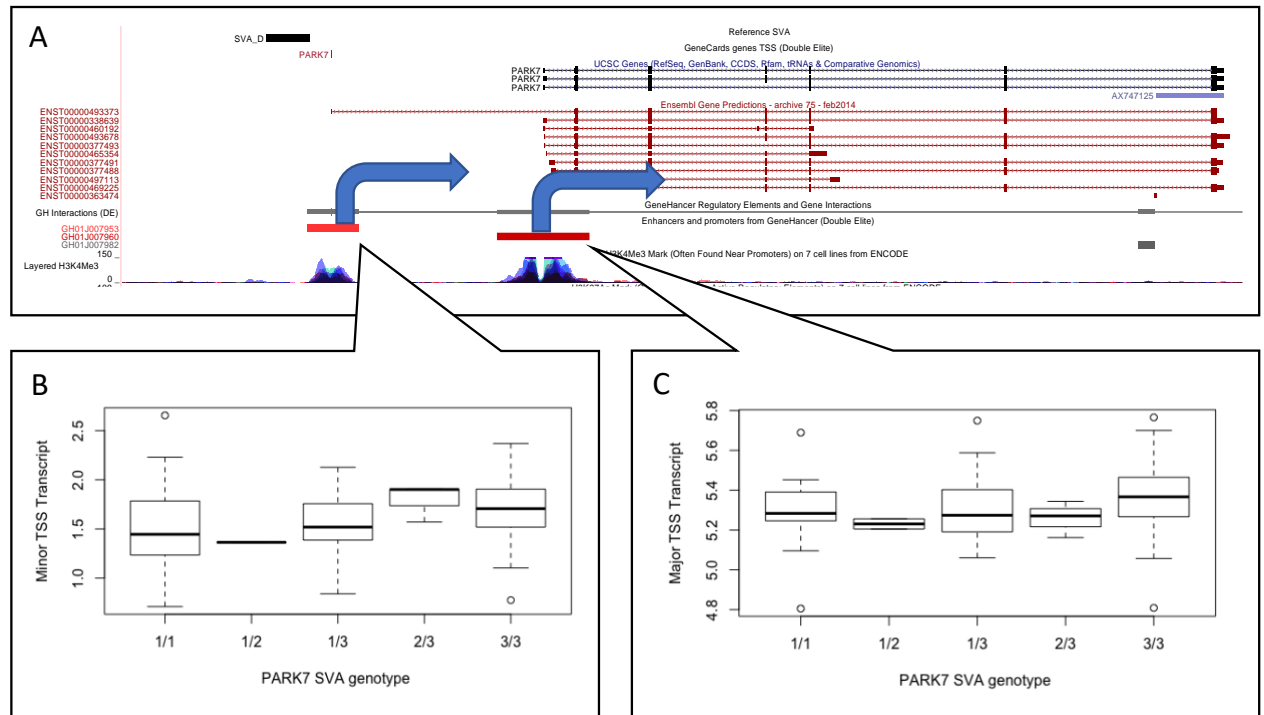 A
Reference SVA
SVA_D
GeneCards genes TSS (Double Elite)
PARK7
UCSC Genes (RefSeq, GenBank, CCDS, Rfam, tRNAs & Comparative Genomics)
PARK7
PARK7
PARK7
AX747125
Ensembl Gene Predictions - archive 75 - feb2014
ENST00000493373
ENST00000338639
ENST00000460192
ENST00000493678
ENST00000377493
ENST00000465354
ENST00000377491
ENST00000377488
ENST00000497113
ENST00000469225
ENST00000363474
GeneHancer Regulatory Elements and Gene Interactions
GH Interactions (DE)
Enhancers and promoters from GeneHancer (Double Elite)
GH01J007953
GH01J007960
GH01J007982
H3K4Me3 Mark (Often Found Near Promoters) on 7 cell lines from ENCODE
150
Layered H3K4Me3
0
B
Minor TSS Transcript
2.5
2.0
1.5
1.0
1/1 1/2 1/3 2/3 3/3
PARK7 SVA genotype
C
Major TSS Transcript
5.8
5.6
5.4
5.2
5.0
4.8
1/1 1/2 1/3 2/3 3/3
PARK7 SVA genotype